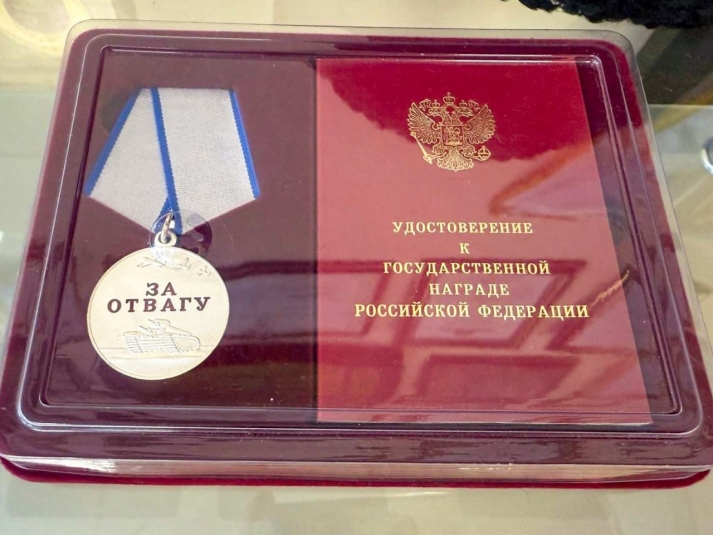 ЗА
ОТВАГУ
УДОСТОВЕРЕНИЕ
К
ГОСУДАРСТВЕННОЙ
НАГРАДЕ
РОССИЙСКОЙ ФЕДЕРАЦИИ